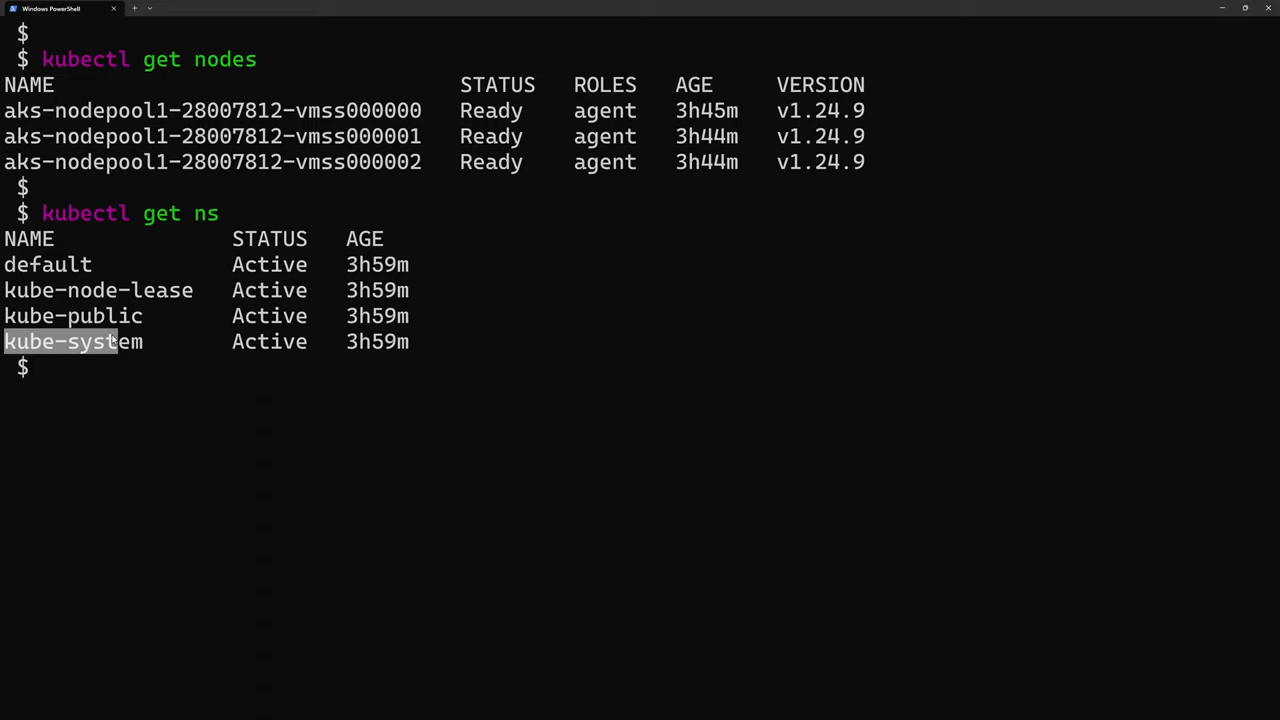 Windows PowerShell
$
$ kubectl get nodes
NAME STATUS ROLES AGE VERSION
aks-nodepool1-28007812-vmss000000 Ready agent 3h45m v1.24.9
aks-nodepool1-28007812-vmss000001 Ready agent 3h44m v1.24.9
aks-nodepool1-28007812-vmss000002 Ready agent 3h44m v1.24.9
$
$ kubectl get ns
NAME STATUS AGE
default Active 3h59m
kube-node-lease Active 3h59m
kube-public Active 3h59m
kube-system Active 3h59m
$